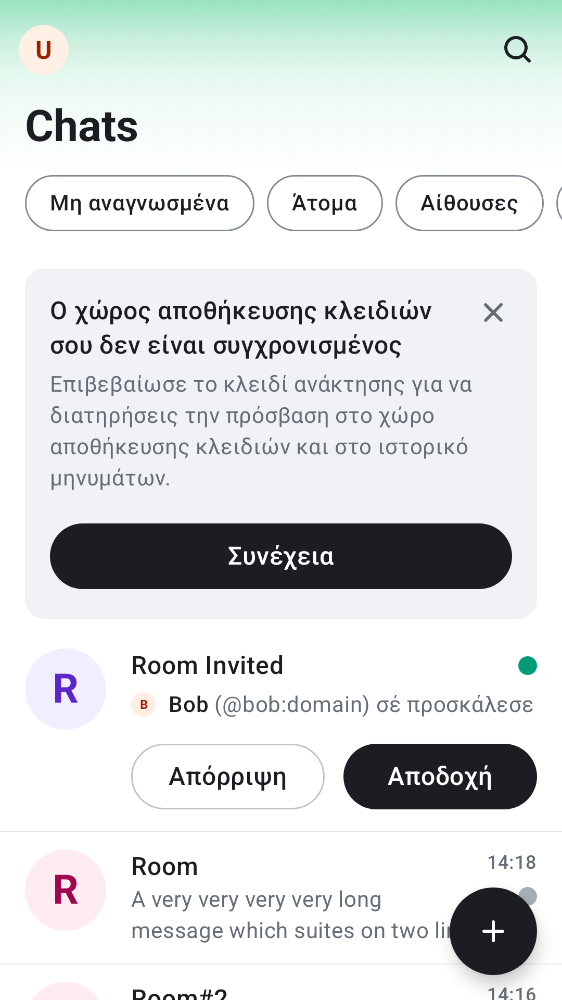 U
Chats
Μη αναγνωσμένα
Άτομα
Αίθουσες
Ο χώρος αποθήκευσης κλειδιών
σου δεν είναι συγχρονισμένος
Επιβεβαίωσε το κλειδί ανάκτησης για να
διατηρήσεις την πρόσβαση στο χώρο
αποθήκευσης κλειδιών και στο ιστορικό
μηνυμάτων.
Συνέχεια
R
Room Invited
B
Bob (@bob:domain) σέ προσκάλεσε
Απόρριψη
Αποδοχή
R
Room
14:18
A very very very very long
message which suites on two
Room#2
14:16